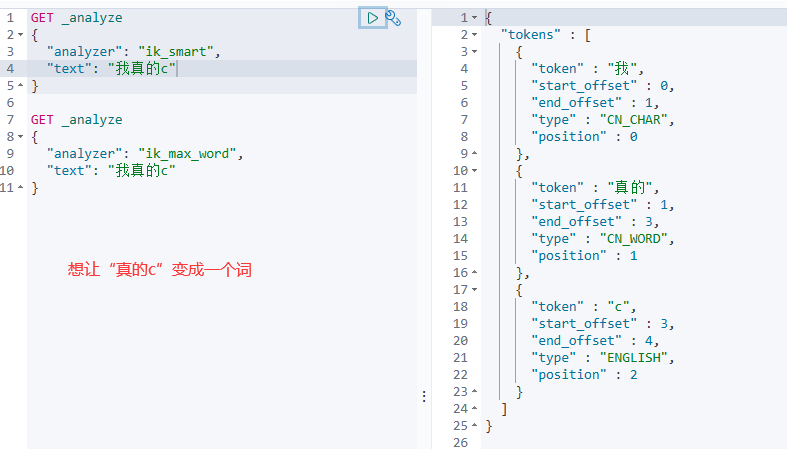 1 GET _analyze
2 {
3 "analyzer": "ik_smart",
4 "text": "我真的c"
5 }
6
7 GET _analyze
8 {
9 "analyzer": "ik_max_word",
10 "text": "我真的c"
11 }
想让“真的c”变成一个词
1 {
2 "tokens" : [
3 {
4 "token" : "我",
5 "start_offset" : 0,
6 "end_offset" : 1,
7 "type" : "CN_CHAR",
8 "position" : 0
9 },
10 {
11 "token" : "真的",
12 "start_offset" : 1,
13 "end_offset" : 3,
14 "type" : "CN_WORD",
15 "position" : 1
16 },
17 {
18 "token" : "c",
19 "start_offset" : 3,
20 "end_offset" : 4,
21 "type" : "ENGLISH",
22 "position" : 2
23 }
24 ]
25 }
26